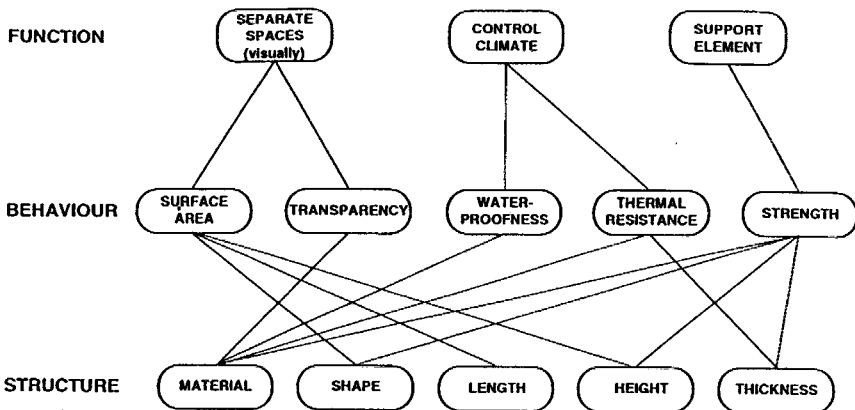 FUNCTION
SEPARATE
SPACES
(visually)
CONTROL
CLIMATE
SUPPORT
ELEMENT
BEHAVIOUR
SURFACE
AREA
TRANSPARENCY
WATER-
PROOFNESS
THERMAL
RESISTANCE
STRENGTH
STRUCTURE
MATERIAL
SHAPE
LENGTH
HEIGHT
THICKNESS